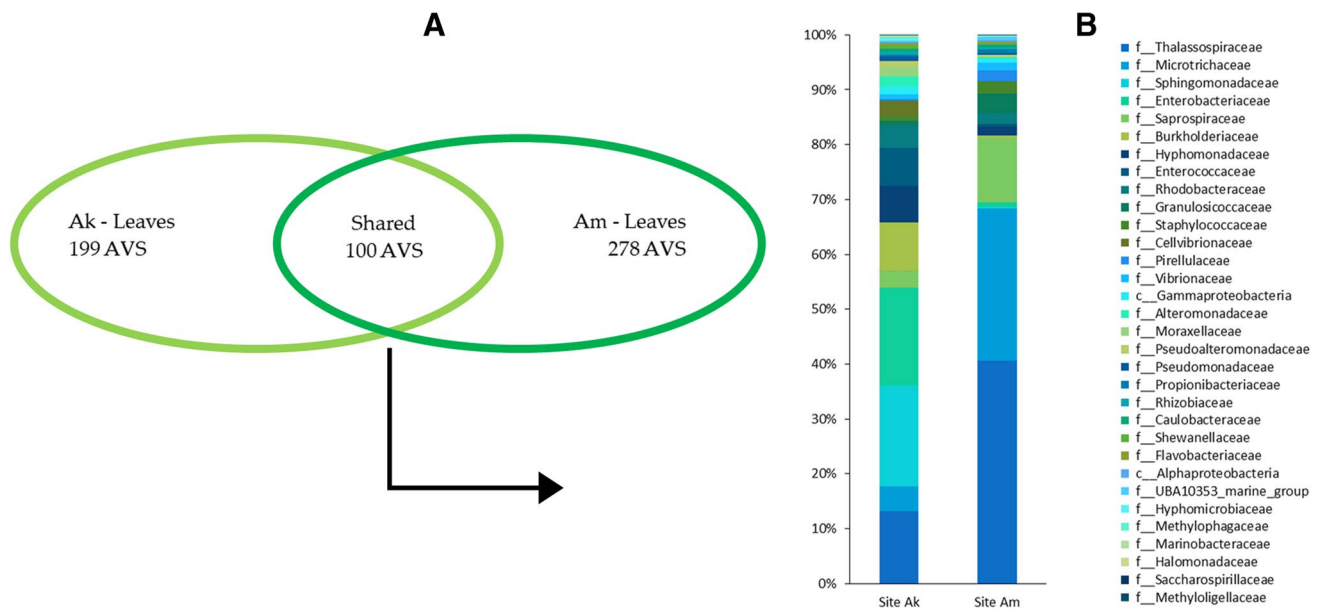 A
Ak - Leaves
199 AVS
Shared
100 AVS
Am - Leaves
278 AVS
B
100%
90%
80%
70%
60%
50%
40%
30%
20%
10%
0%
Site Ak
Site Am
f__Thalassospiraceae
f__Microtrichaceae
f__Sphingomonadaceae
f__Enterobacteriaceae
f__Saprospiraceae
f__Burkholderiaceae
f__Hyphomonadaceae
f__Enterococcaceae
f__Rhodobacteraceae
f__Granulosicoccaceae
f__Staphylococcaceae
f__Cellvibrionaceae
f__Pirellulaceae
f__Vibrionaceae
c__Gammaproteobacteria
f__Alteromonadaceae
f__Moraxellaceae
f__Pseudoalteromonadaceae
f__Pseudomonadaceae
f__Propionibacteriaceae
f__Rhizobiaceae
f__Caulobacteraceae
f__Shewanellaceae
f__Flavobacteriaceae
c__Alphaproteobacteria
f__UBA10353_marine_group
f__Hyphomicrobiaceae
f__Methylophagaceae
f__Marinobacteraceae
f__Halomonadaceae
f__Saccharospirillaceae
f__Methyloligellaceae